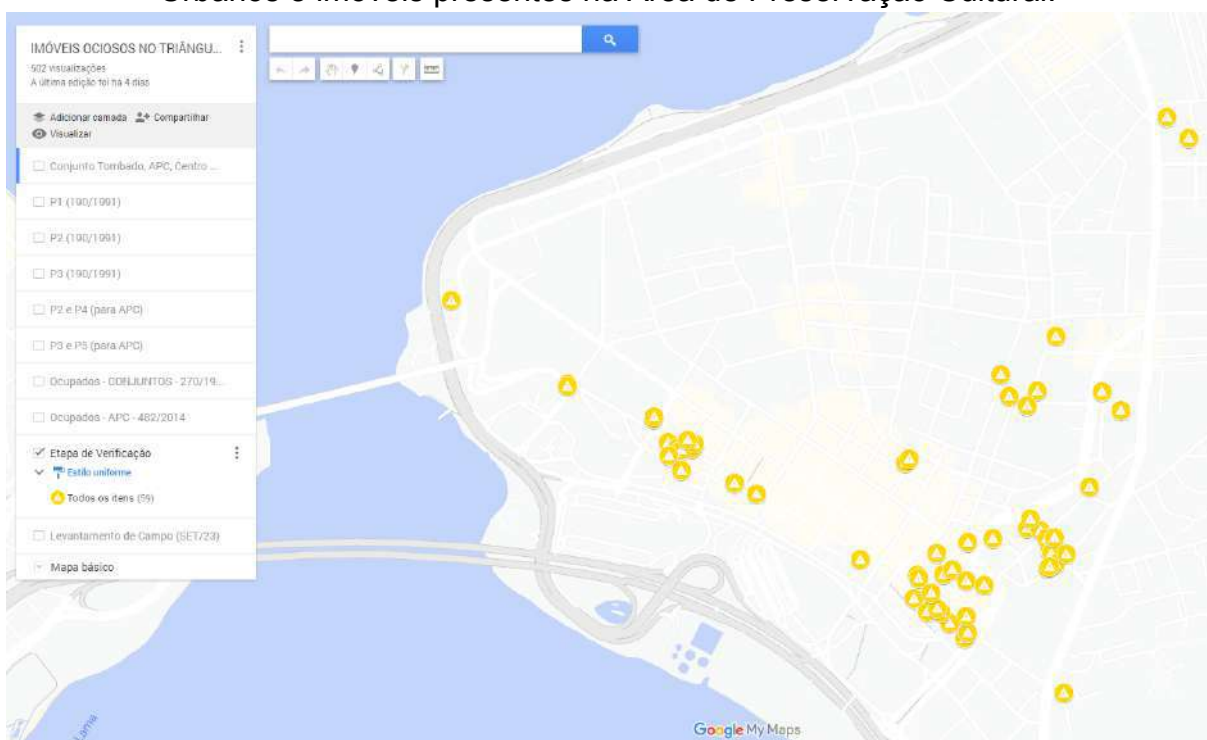 Urbanos e Imóveis presentes na Área de Preservação Cultural.
IMÓVEIS OCIOSOS NO TRIÂNGU...
502 visualizações
A última edição foi há 4 dias
Adicionar camada Compartilhar
Visualizar
Conjunto Tombado, APC, Centro ...
P1 (190/1991)
P2 (190/1991)
P3 (190/1991)
P2 e P4 (para APC)
P3 e P5 (para APC)
Ocupados - CONJUNTOS - 270/19...
Ocupados - APC - 482/2014
Etapa de Verificação
Estilo uniforme
Todos os itens (59)
Levantamento de Campo (SET/23)
Mapa básico
Lama
Google My Maps